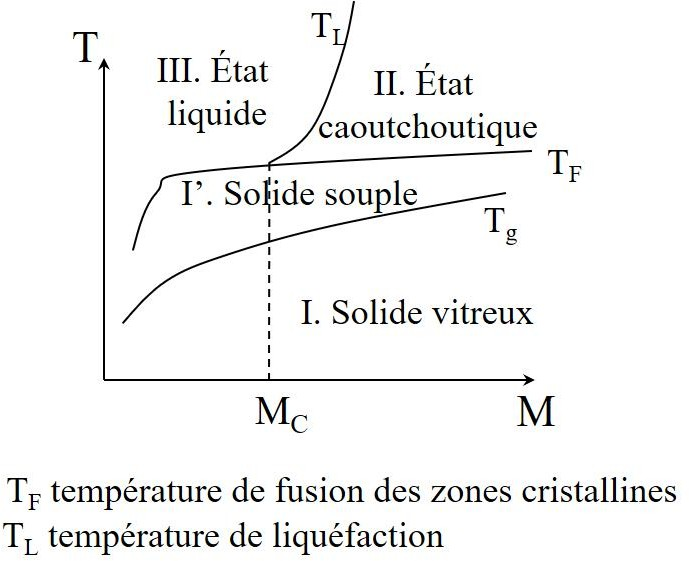 T
T_L
III. État
liquide
II. État
caoutchoutique
T_F
I’. Solide souple
T_g
I. Solide vitreux
M_C
M
T_F température de fusion des zones cristallines
T_L température de liquéfaction